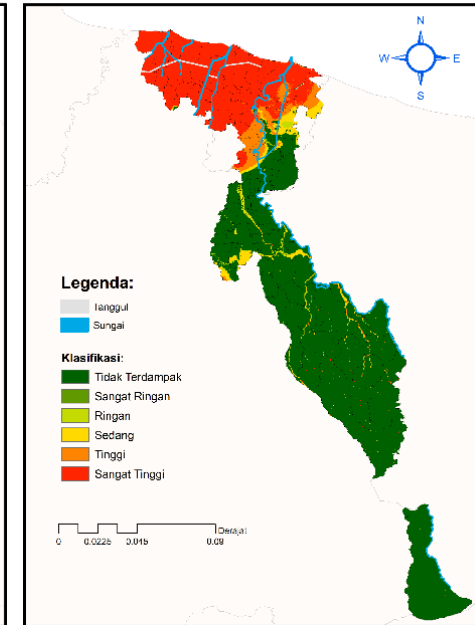 N
W E
S
Legenda:
Tanggul
Sungai
Klasifikasi:
Tidak Terdampak
Sangat Ringan
Ringan
Sedang
Tinggi
Sangat Tinggi
Derajat
0 0.0225 0.045 0.09